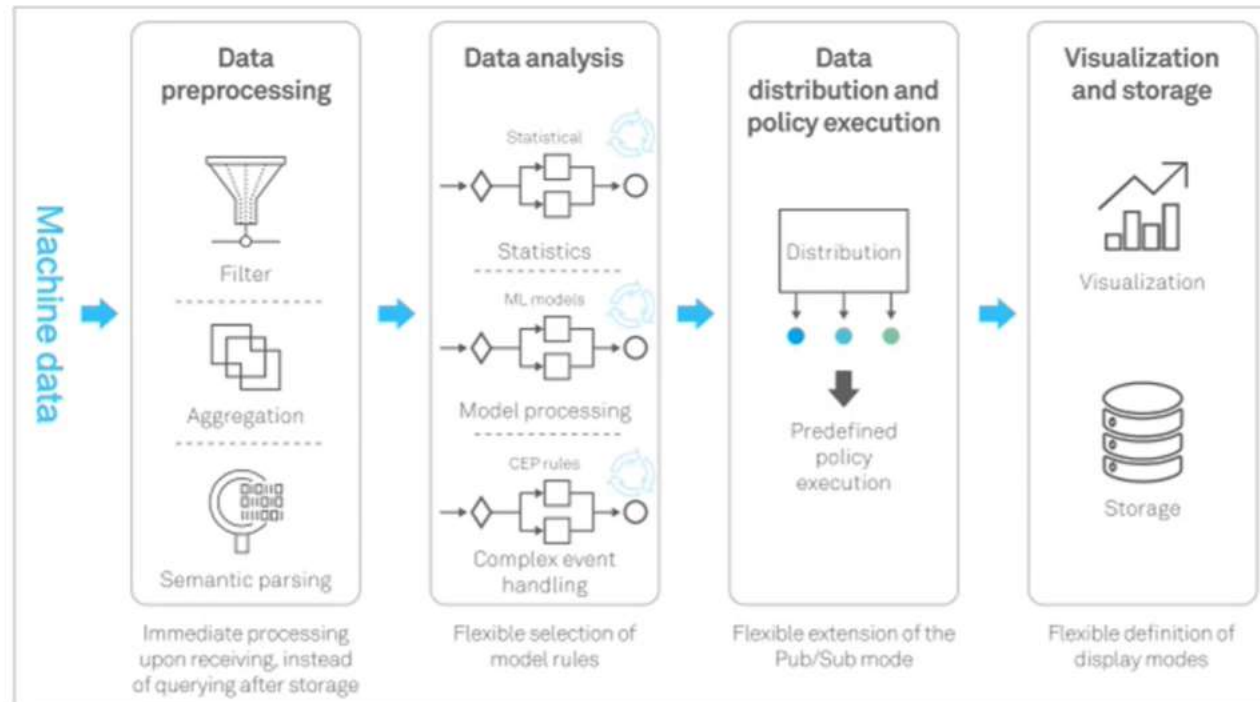 Machine data
Data
preprocessing
Filter
Aggregation
Semantic parsing
Immediate processing
upon receiving, instead
of querying after storage
Data analysis
Statistical
Statistics
ML models
Model processing
CEP rules
Complex event
handling
Flexible selection of
model rules
Data
distribution and
policy execution
Distribution
Predefined
policy
execution
Flexible extension of the
Pub/Sub mode
Visualization
and storage
Visualization
Storage
Flexible definition of
display modes